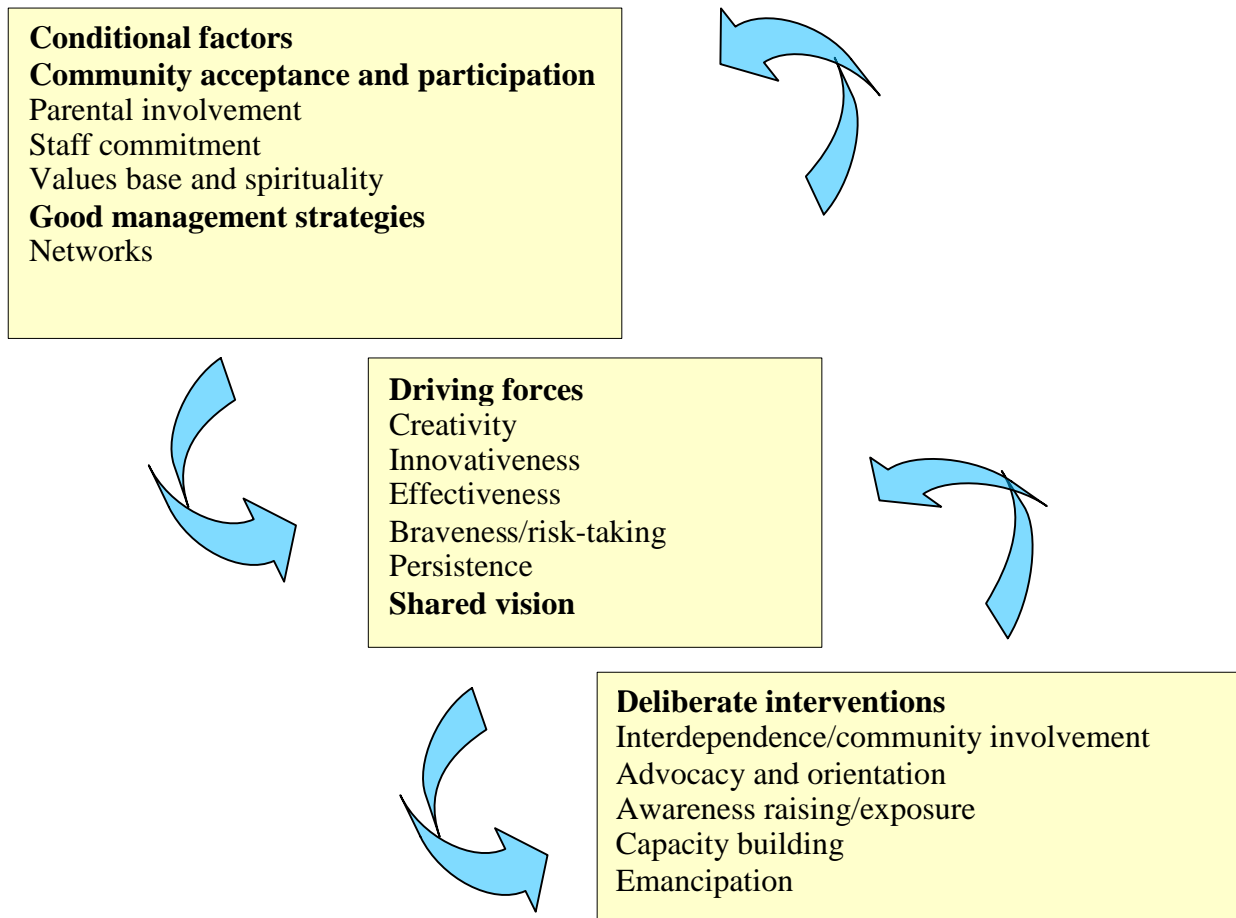 Conditional factors
Community acceptance and participation
Parental involvement
Staff commitment
Values base and spirituality
Good management strategies
Networks
Driving forces
Creativity
Innovativeness
Effectiveness
Braveness/risk-taking
Persistence
Shared vision
Deliberate interventions
Interdependence/community involvement
Advocacy and orientation
Awareness raising/exposure
Capacity building
Emancipation